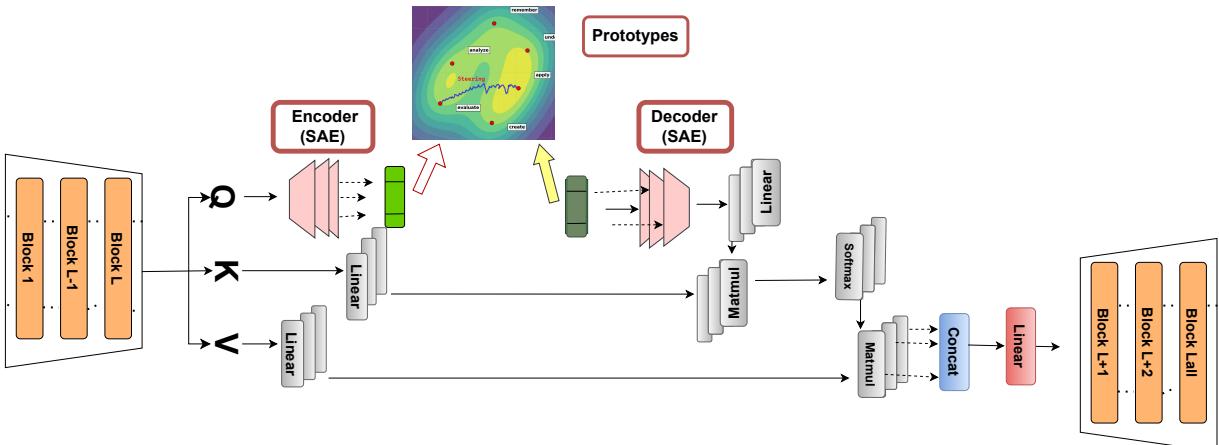 remember
Prototypes
unde
analyze
apply
Steering
evaluate
create
Encoder
(SAE)
Decoder
(SAE)
Block 1
Block L-1
Block L
Q
K
V
Linear
Linear
Linear
Matmul
Softmax
Matmul
Concat
Linear
Block L+1
Block L+2
Block Lall